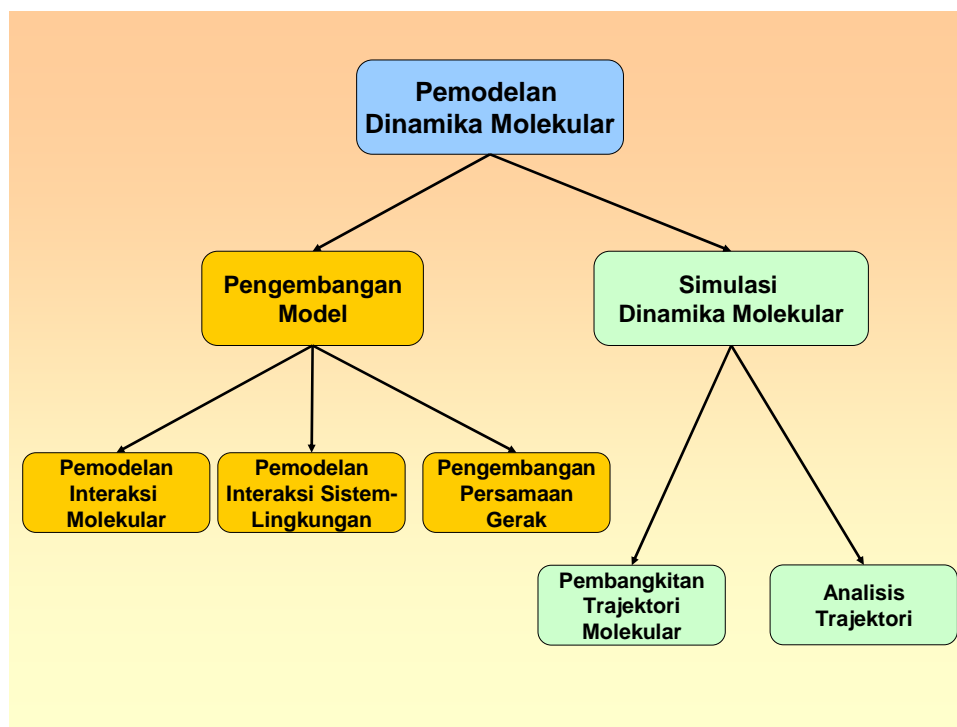 Pemodelan
Dinamika Molekular
Pengembangan
Model
Simulasi
Dinamika Molekular
Pemodelan
Interaksi
Molekular
Pemodelan
Interaksi Sistem-
Lingkungan
Pengembangan
Persamaan
Gerak
Pembangkitan
Trajektori
Molekular
Analisis
Trajektori